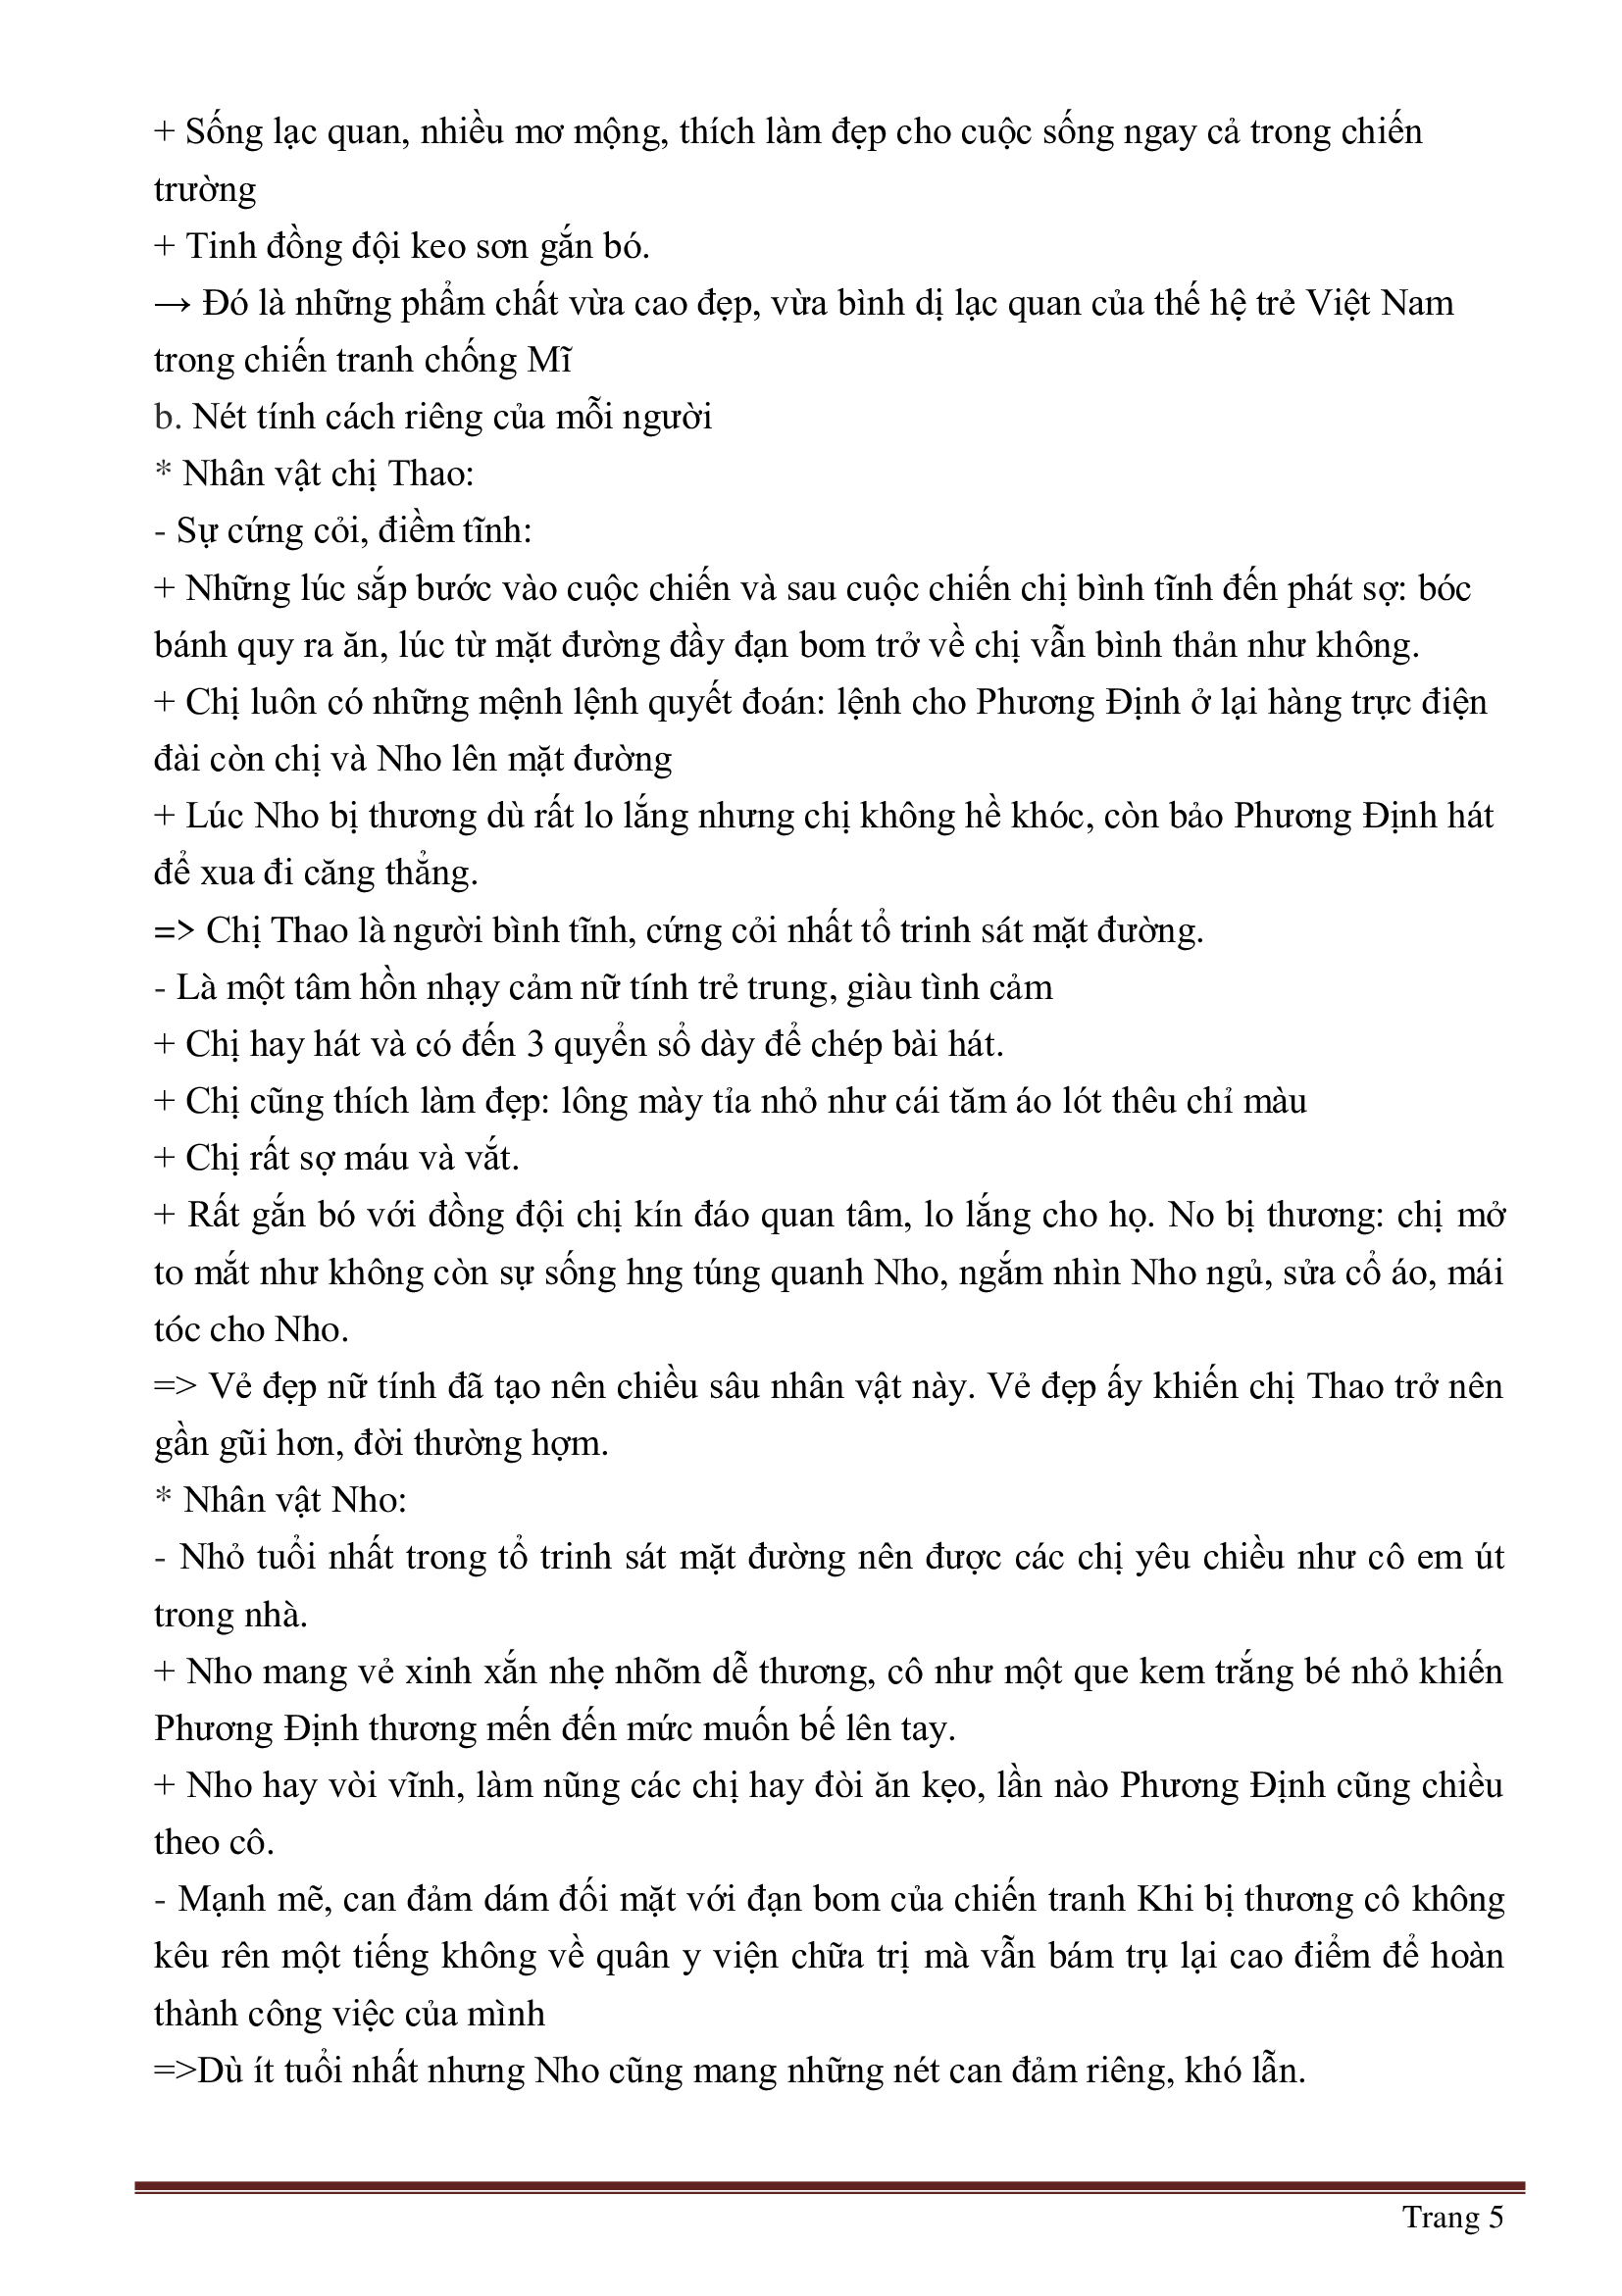 + Sống lạc quan, nhiều mơ mộng, thích làm đẹp cho cuộc sống ngay cả trong chiến
trường
+ Tinh đồng đội keo sơn gắn bó.
→ Đó là những phẩm chất vừa cao đẹp, vừa bình dị lạc quan của thế hệ trẻ Việt Nam
trong chiến tranh chống Mĩ
b. Nét tính cách riêng của mỗi người
* Nhân vật chị Thao:
- Sự cứng cỏi, điềm tĩnh:
+ Những lúc sắp bước vào cuộc chiến và sau cuộc chiến chị bình tĩnh đến phát sợ: bóc
bánh quy ra ăn, lúc từ mặt đường đầy đạn bom trở về chị vẫn bình thản như không.
+ Chị luôn có những mệnh lệnh quyết đoán: lệnh cho Phương Định ở lại hàng trực điện
đài còn chị và Nho lên mặt đường
+ Lúc Nho bị thương dù rất lo lắng nhưng chị không hề khóc, còn bảo Phương Định hát
để xua đi căng thẳng.
=> Chị Thao là người bình tĩnh, cứng cỏi nhất tổ trinh sát mặt đường.
- Là một tâm hồn nhạy cảm nữ tính trẻ trung, giàu tình cảm
+ Chị hay hát và có đến 3 quyển sổ dày để chép bài hát.
+ Chị cũng thích làm đẹp: lông mày tỉa nhỏ như cái tăm áo lót thêu chỉ màu
+ Chị rất sợ máu và vắt.
+ Rất gắn bó với đồng đội chị kín đáo quan tâm, lo lắng cho họ. No bị thương: chị mở
to mắt như không còn sự sống hng túng quanh Nho, ngắm nhìn Nho ngủ, sửa cổ áo, mái
tóc cho Nho.
=> Vẻ đẹp nữ tính đã tạo nên chiều sâu nhân vật này. Vẻ đẹp ấy khiến chị Thao trở nên
gần gũi hơn, đời thường hợm.
* Nhân vật Nho:
- Nhỏ tuổi nhất trong tổ trinh sát mặt đường nên được các chị yêu chiều như cô em út
trong nhà.
+ Nho mang vẻ xinh xắn nhẹ nhõm dễ thương, cô như một que kem trắng bé nhỏ khiến
Phương Định thương mến đến mức muốn bế lên tay.
+ Nho hay vòi vĩnh, làm nũng các chị hay đòi ăn kẹo, lần nào Phương Định cũng chiều
theo cô.
- Mạnh mẽ, can đảm dám đối mặt với đạn bom của chiến tranh Khi bị thương cô không
kêu rên một tiếng không về quân y viện chữa trị mà vẫn bám trụ lại cao điểm để hoàn
thành công việc của mình
=>Dù ít tuổi nhất nhưng Nho cũng mang những nét can đảm riêng, khó lẫn.
Trang 5